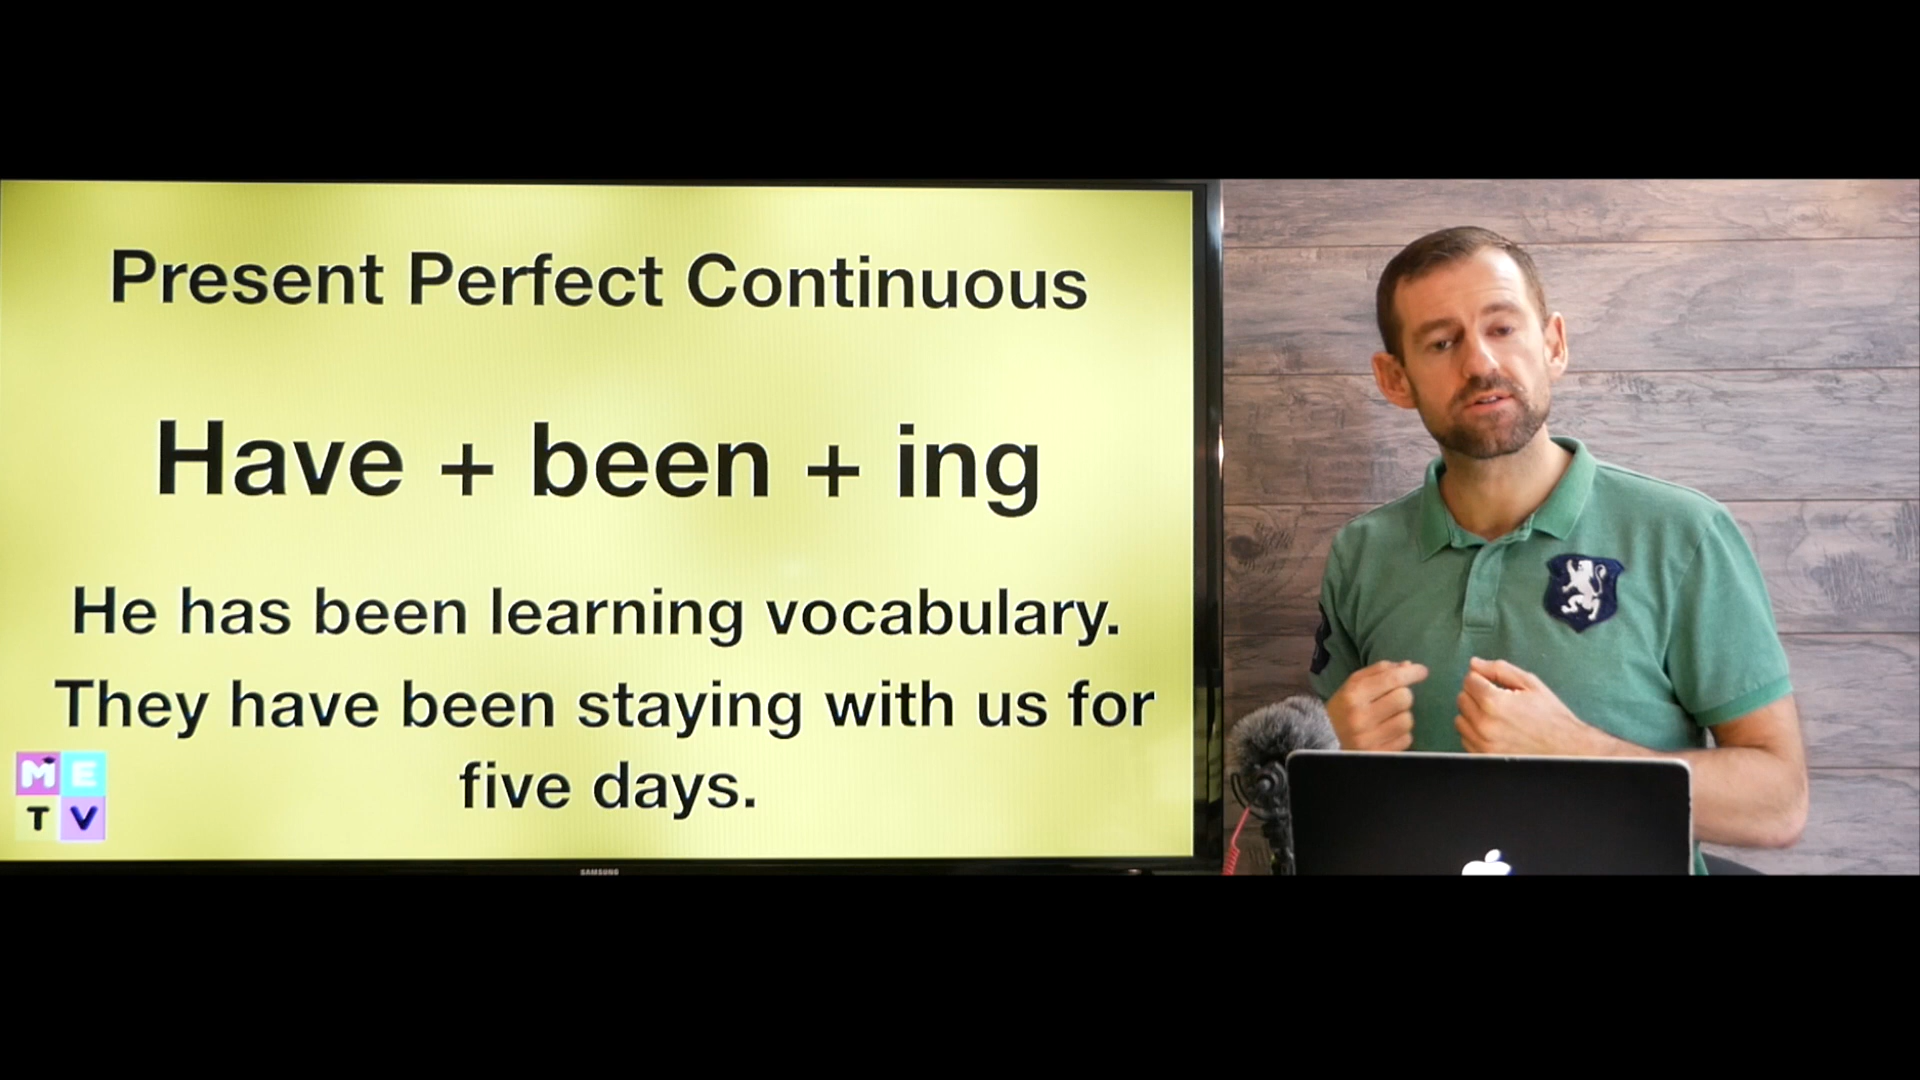 Present Perfect Continuous
Have + been + ing
He has been learning vocabulary.
They have been staying with us for
five days.
M E
T V
SAMSUNG